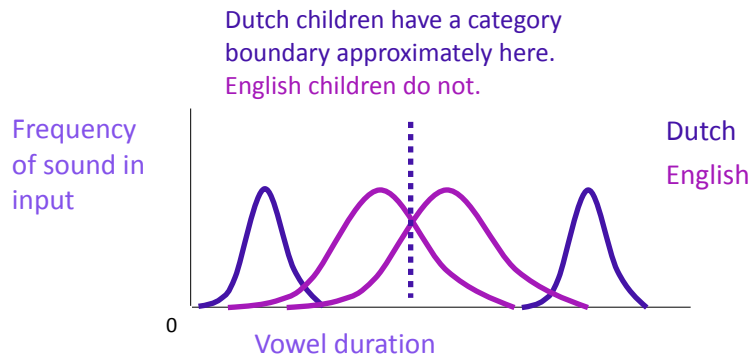 Dutch children have a category
boundary approximately here.
English children do not.
Frequency
of sound in
input
Dutch
English
0
Vowel duration